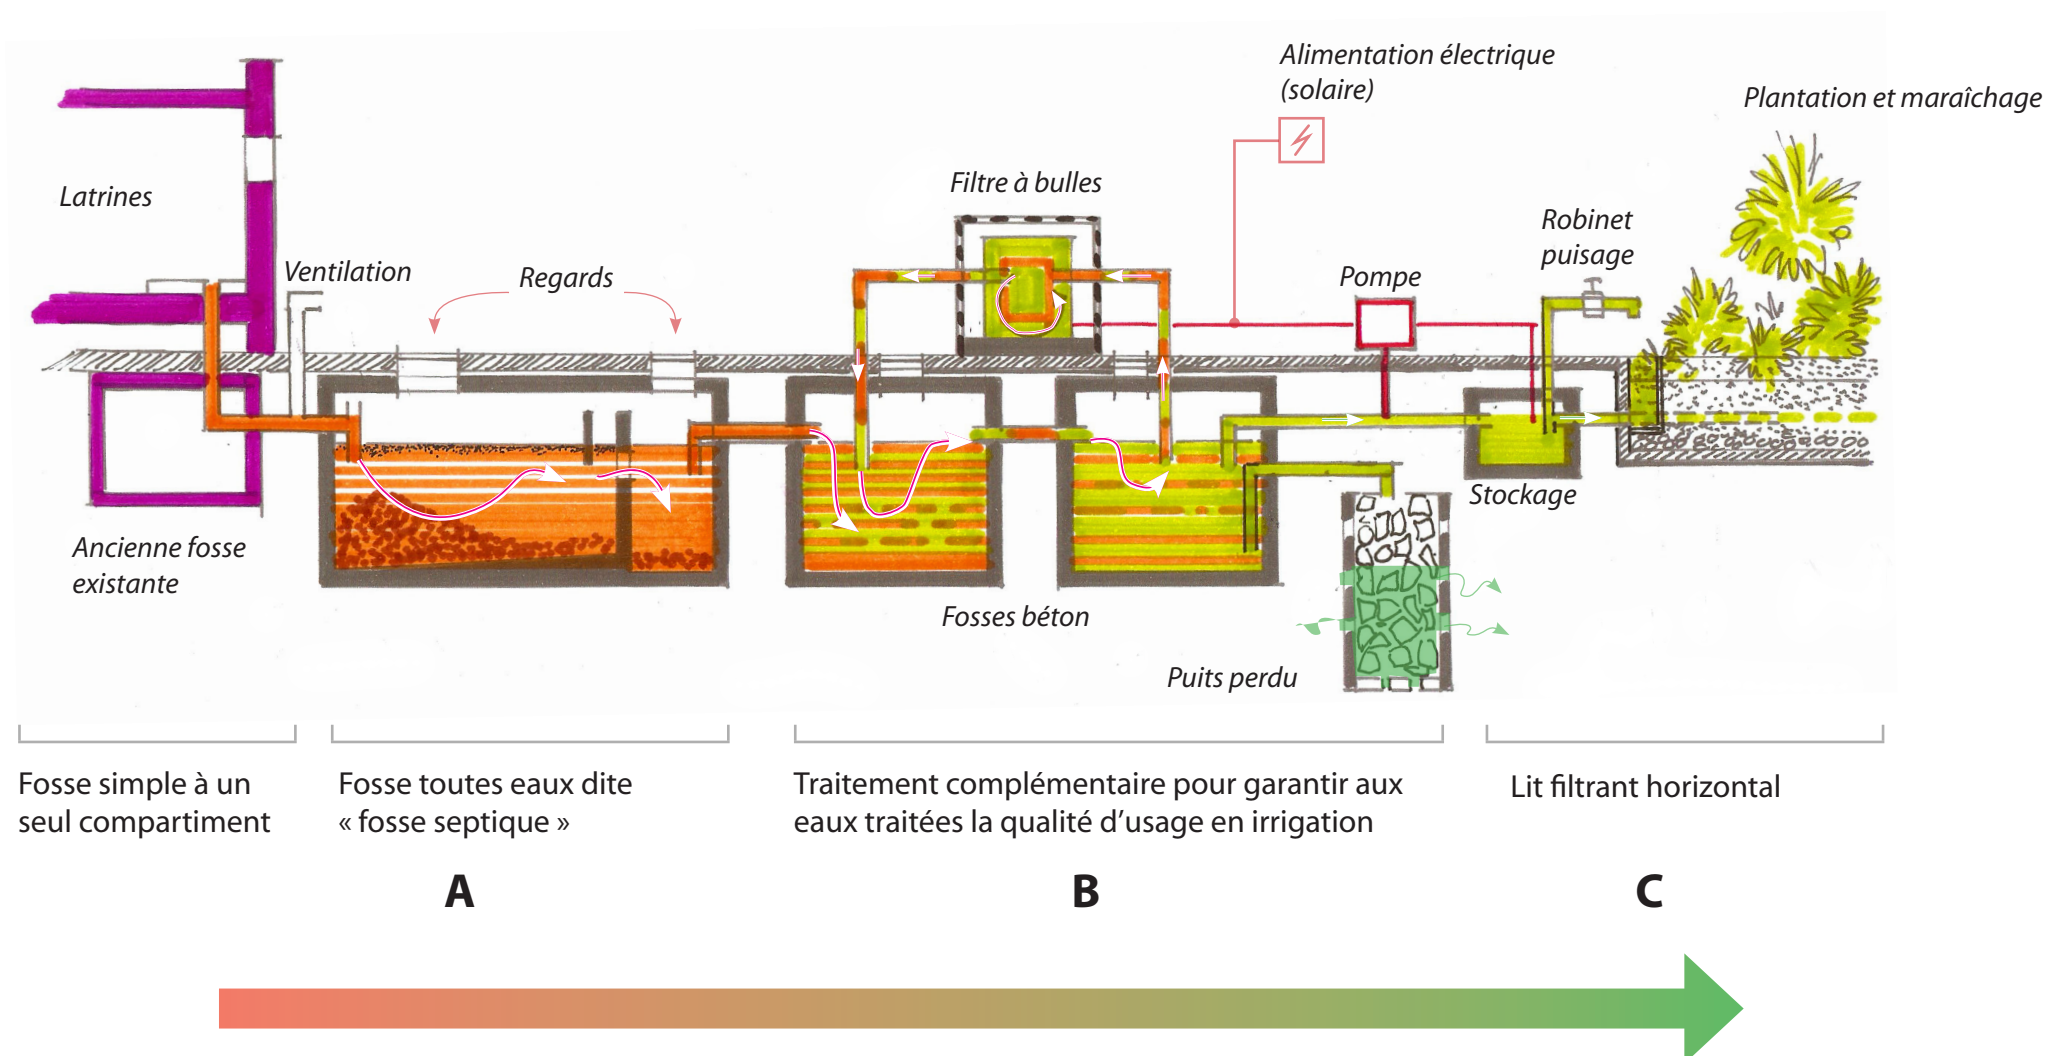 Alimentation électrique
(solaire)
Plantation et maraîchage
Latrines
Filtre à bulles
Robinet
puisage
Ventilation
Regards
Pompe
Stockage
Ancienne fosse
existante
Fosses béton
Puits perdu
Fosse simple à un
seul compartiment
Fosse toutes eaux dite
« fosse septique »
Traitement complémentaire pour garantir aux
eaux traitées la qualité d'usage en irrigation
Lit filtrant horizontal
A
B
C